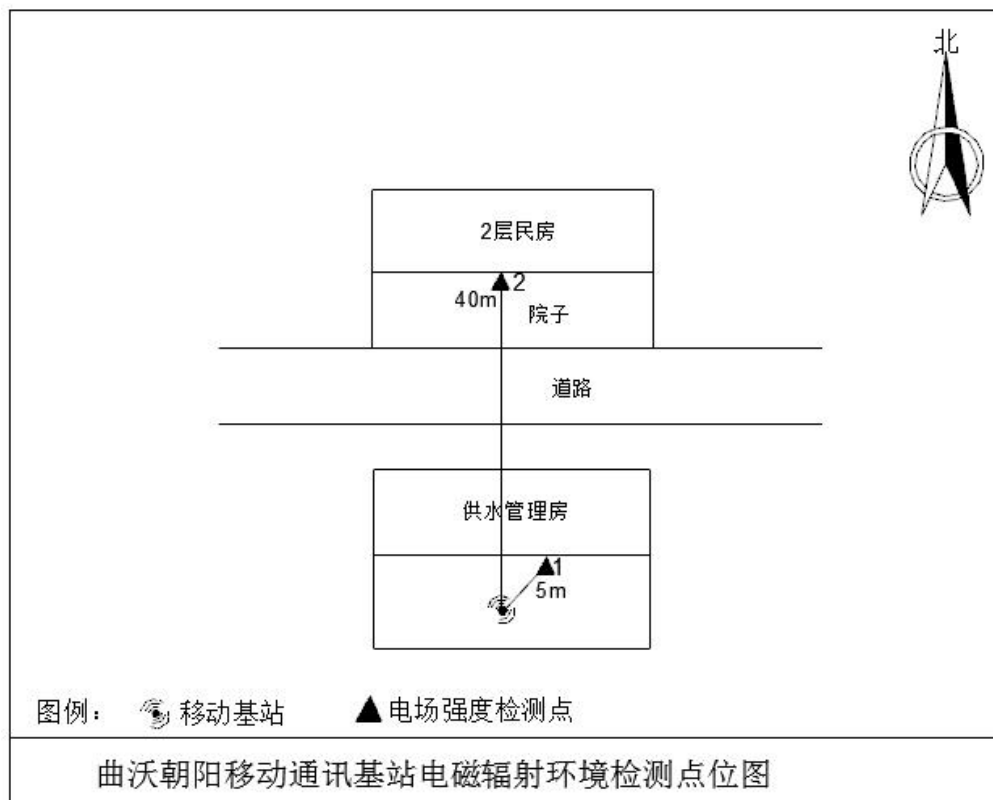 北
2层民房
2
40m
院子
道路
供水管理房
1
5m
图例： 移动基站 电场强度检测点
曲沃朝阳移动通讯基站电磁辐射环境检测点位图